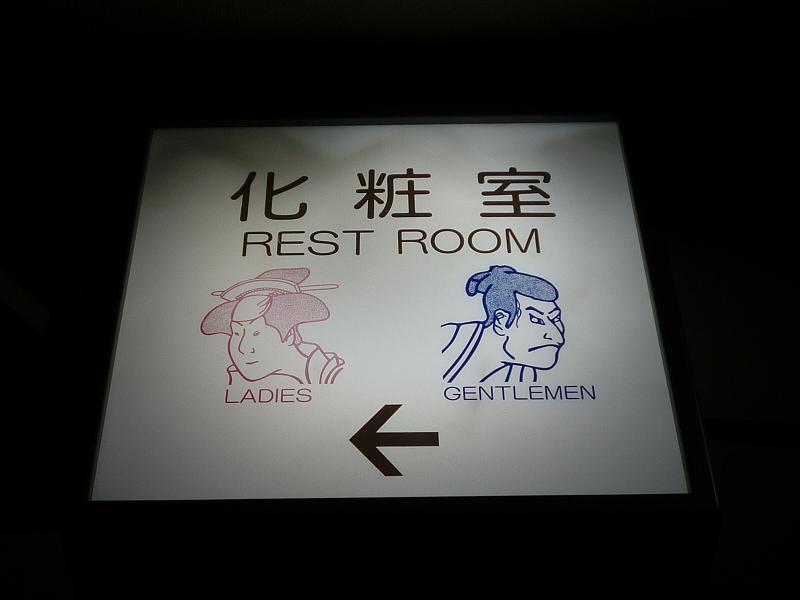 化粧室
REST ROOM
LADIES
GENTLEMEN